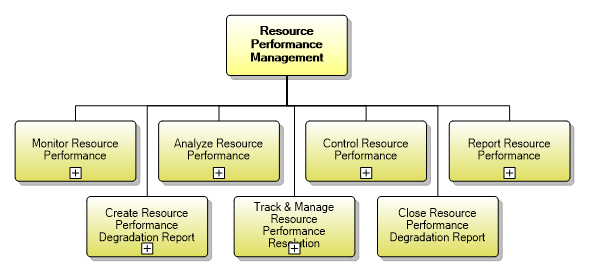 Resource
Performance
Management
Monitor Resource
Performance
Analyze Resource
Performance
Control Resource
Performance
Report Resource
Performance
Create Resource
Performance
Degradation Report
Track & Manage
Resource
Performance
Resolution
Close Resource
Performance
Degradation Report